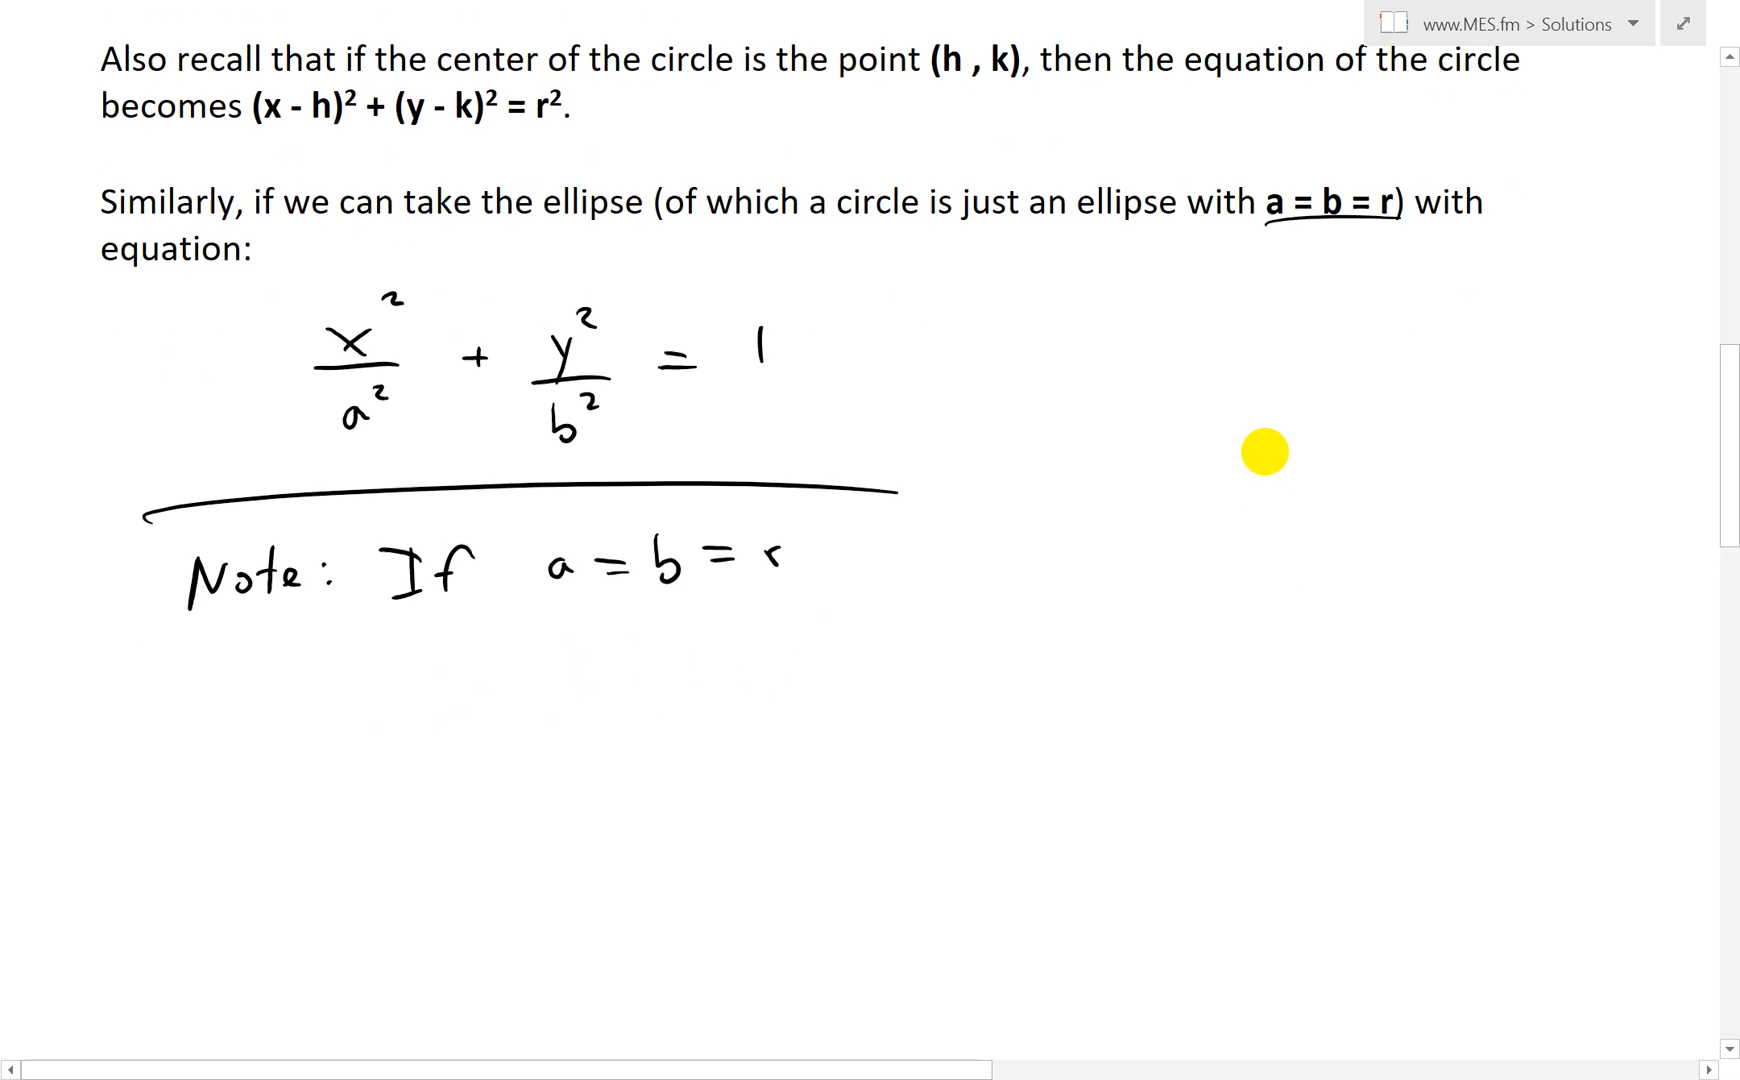 www.MES.fm > Solutions
Also recall that if the center of the circle is the point (h , k), then the equation of the circle
becomes (x - h)² + (y - k)² = r².
Similarly, if we can take the ellipse (of which a circle is just an ellipse with a = b = r) with
equation:
x²/a² + y²/b² = 1
Note: If a = b = r